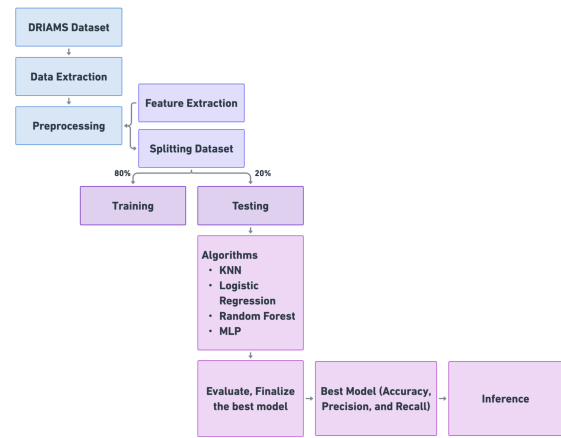 DRIAMS Dataset
Data Extraction
Preprocessing
Feature Extraction
Splitting Dataset
80%
20%
Training
Testing
Algorithms
• KNN
• Logistic
Regression
• Random Forest
• MLP
Evaluate, Finalize
the best model
Best Model (Accuracy,
Precision, and Recall)
Inference